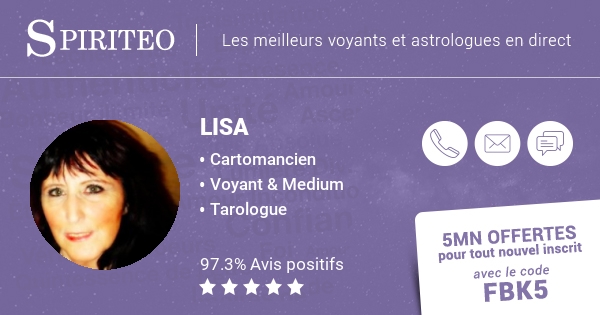 SPIRITEO
Les meilleurs voyants et astrologues en direct
LISA
• Cartomancien
• Voyant & Medium
• Tarologue
97.3% Avis positifs
5MN OFFERTES
pour tout nouvel inscrit
avec le code
FBK5